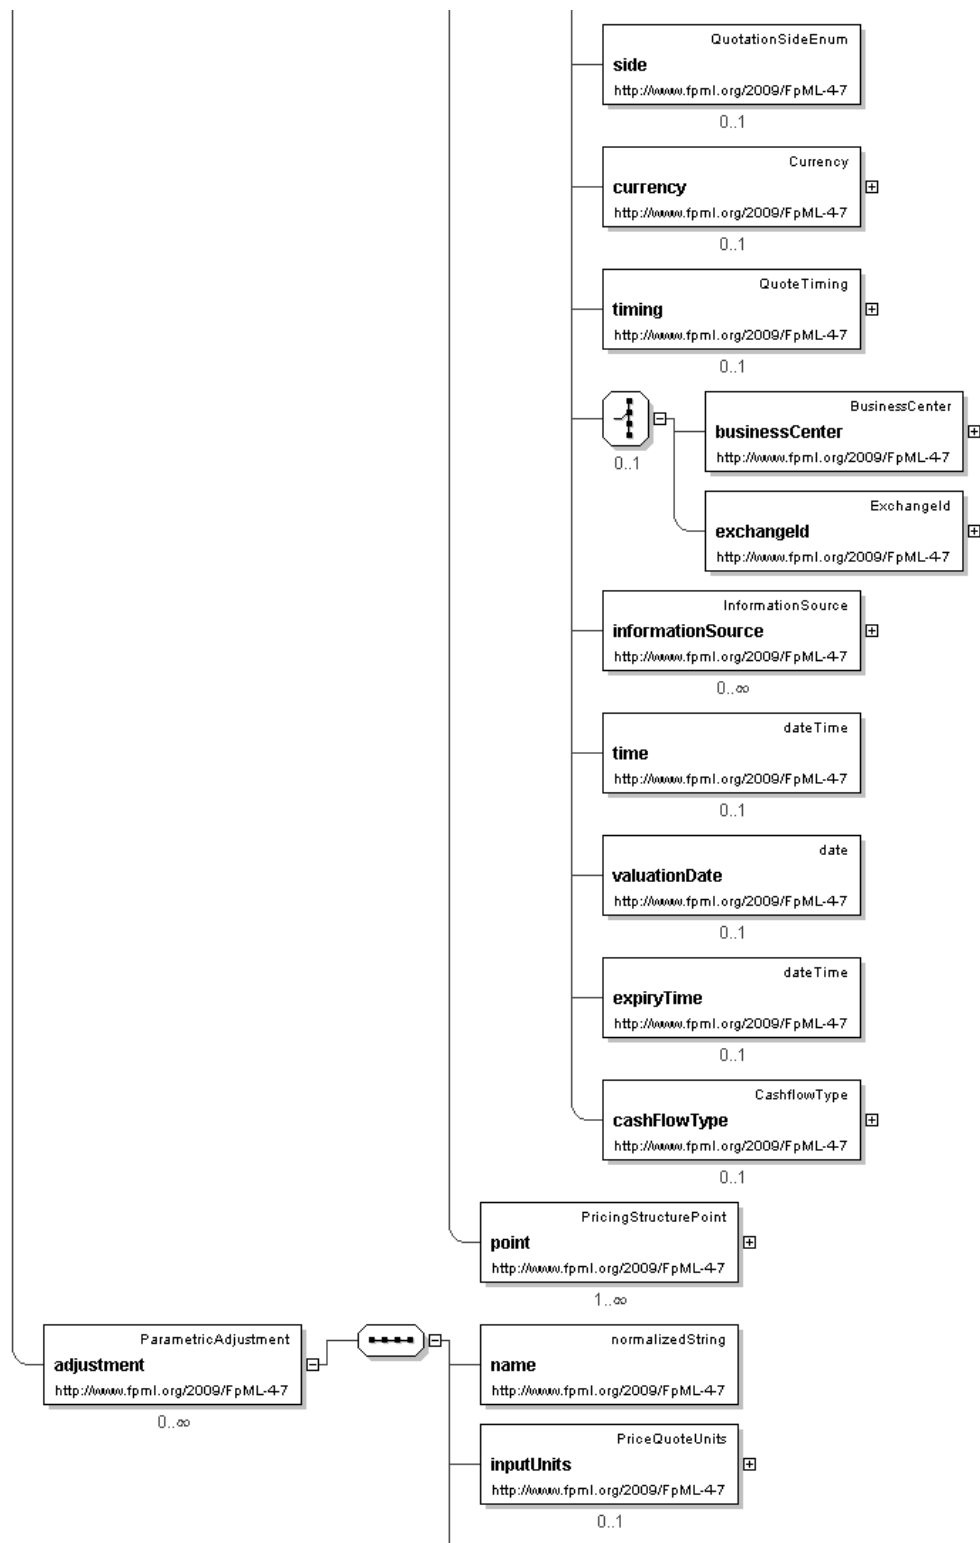 QuotationSideEnum
side
http://www.fpml.org/2009/FpML-4-7
0..1
Currency
currency
http://www.fpml.org/2009/FpML-4-7
0..1
QuoteTiming
timing
http://www.fpml.org/2009/FpML-4-7
0..1
0..1
BusinessCenter
businessCenter
http://www.fpml.org/2009/FpML-4-7
ExchangeId
exchangeId
http://www.fpml.org/2009/FpML-4-7
InformationSource
informationSource
http://www.fpml.org/2009/FpML-4-7
0..∞
dateTime
time
http://www.fpml.org/2009/FpML-4-7
0..1
date
valuationDate
http://www.fpml.org/2009/FpML-4-7
0..1
dateTime
expiryTime
http://www.fpml.org/2009/FpML-4-7
0..1
CashflowType
cashFlowType
http://www.fpml.org/2009/FpML-4-7
0..1
PricingStructurePoint
point
http://www.fpml.org/2009/FpML-4-7
1..∞
ParametricAdjustment
adjustment
http://www.fpml.org/2009/FpML-4-7
0..∞
normalizedString
name
http://www.fpml.org/2009/FpML-4-7
PriceQuoteUnits
inputUnits
http://www.fpml.org/2009/FpML-4-7
0..1